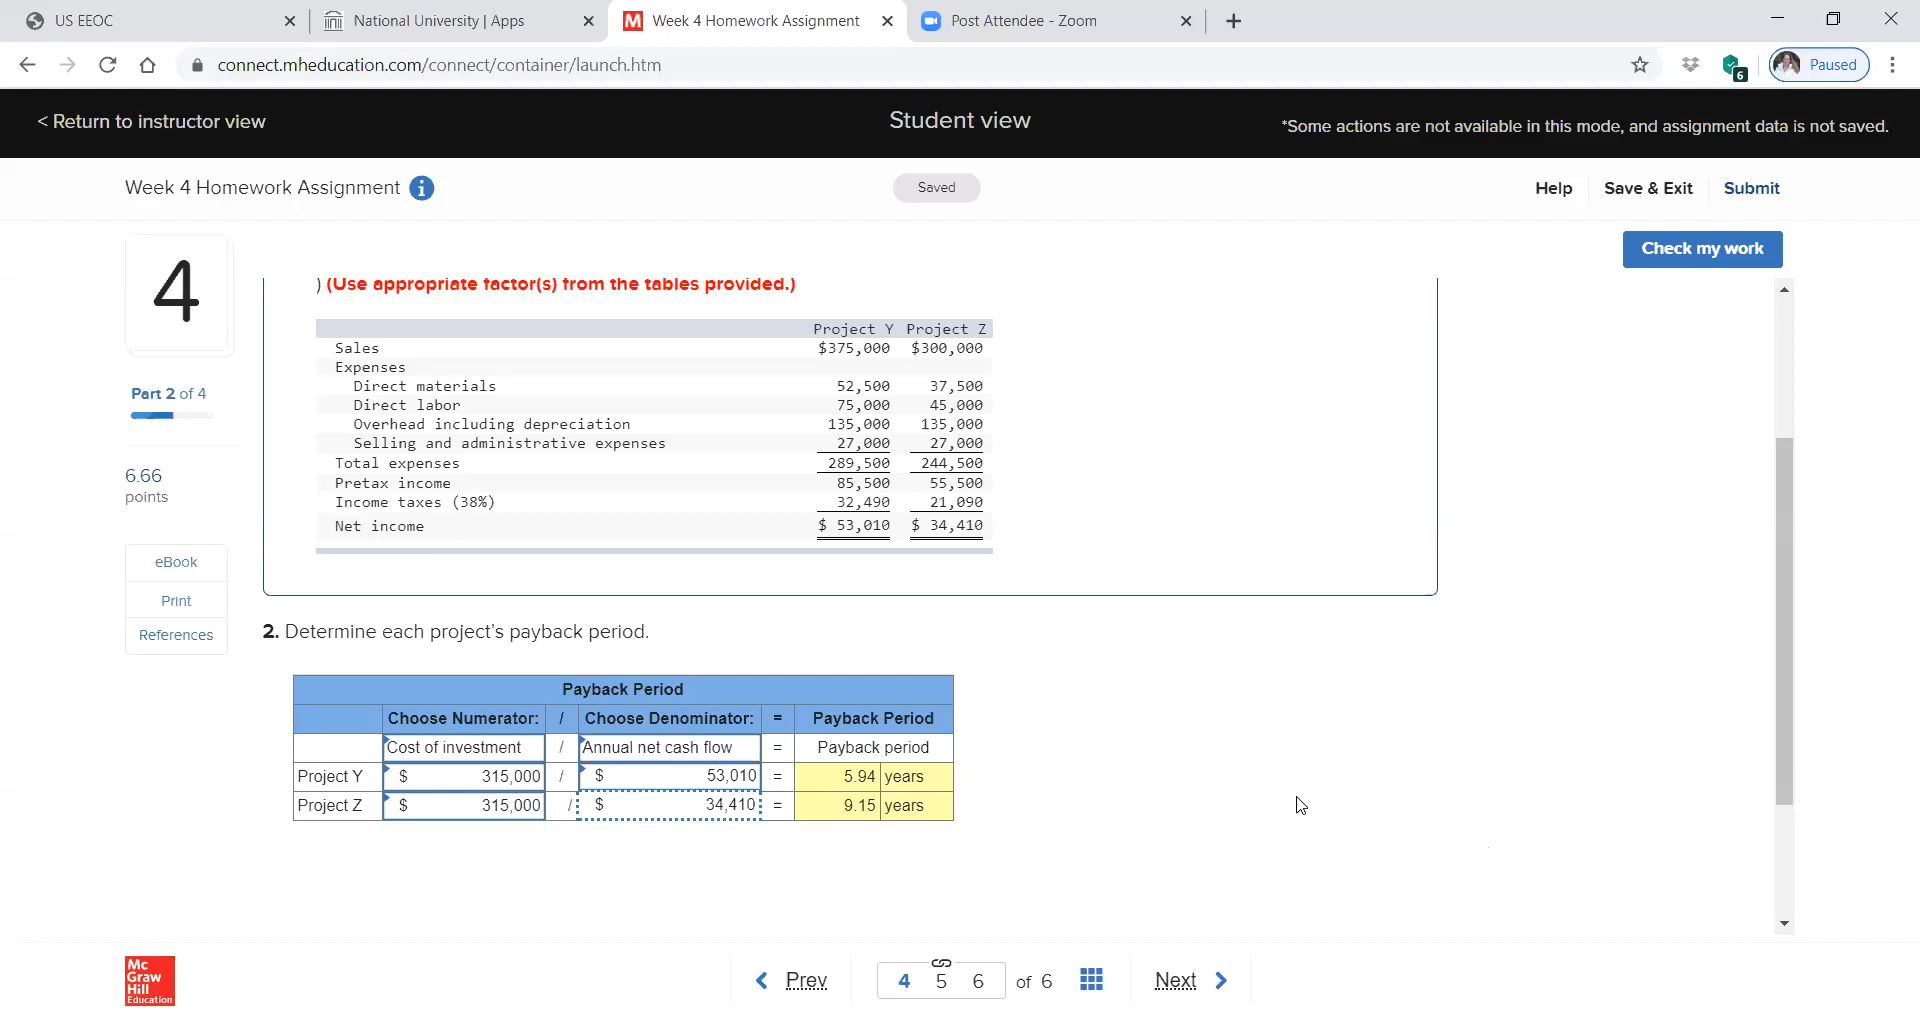 US EEOC
National University | Apps
M Week 4 Homework Assignment
Post Attendee - Zoom
connect.mheducation.com/connect/container/launch.htm
6
Paused
< Return to instructor view
Student view
*Some actions are not available in this mode, and assignment data is not saved.
Week 4 Homework Assignment i
Saved
Help
Save & Exit
Submit
4
Check my work
) (Use appropriate factor(s) from the tables provided.)
Project Y Project Z
Sales $375,000 $300,000
Expenses
Direct materials 52,500 37,500
Direct labor 75,000 45,000
Overhead including depreciation 135,000 135,000
Selling and administrative expenses 27,000 27,000
Total expenses 289,500 244,500
Pretax income 85,500 55,500
Income taxes (38%) 32,490 21,090
Net income $ 53,010 $ 34,410
Part 2 of 4
6.66
points
eBook
Print
References
2. Determine each project's payback period.
Payback Period
Choose Numerator: / Choose Denominator: = Payback Period
Cost of investment / Annual net cash flow = Payback period
Project Y $ 315,000 / $ 53,010 = 5.94 years
Project Z $ 315,000 / $ 34,410 = 9.15 years
Mc
Graw
Hill
Education
Prev
4 5 6 of 6
Next